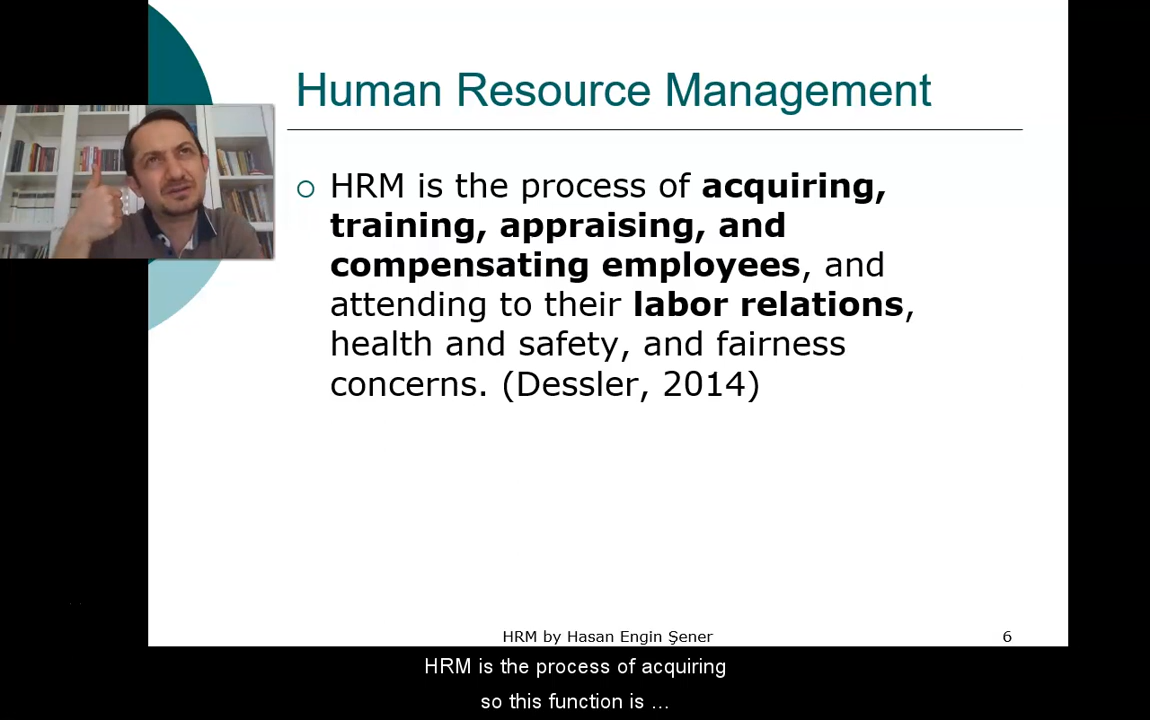 Human Resource Management
HRM is the process of acquiring,
training, appraising, and
compensating employees, and
attending to their labor relations,
health and safety, and fairness
concerns. (Dessler, 2014)
HRM by Hasan Engin Şener
6
HRM is the process of acquiring
so this function is ...